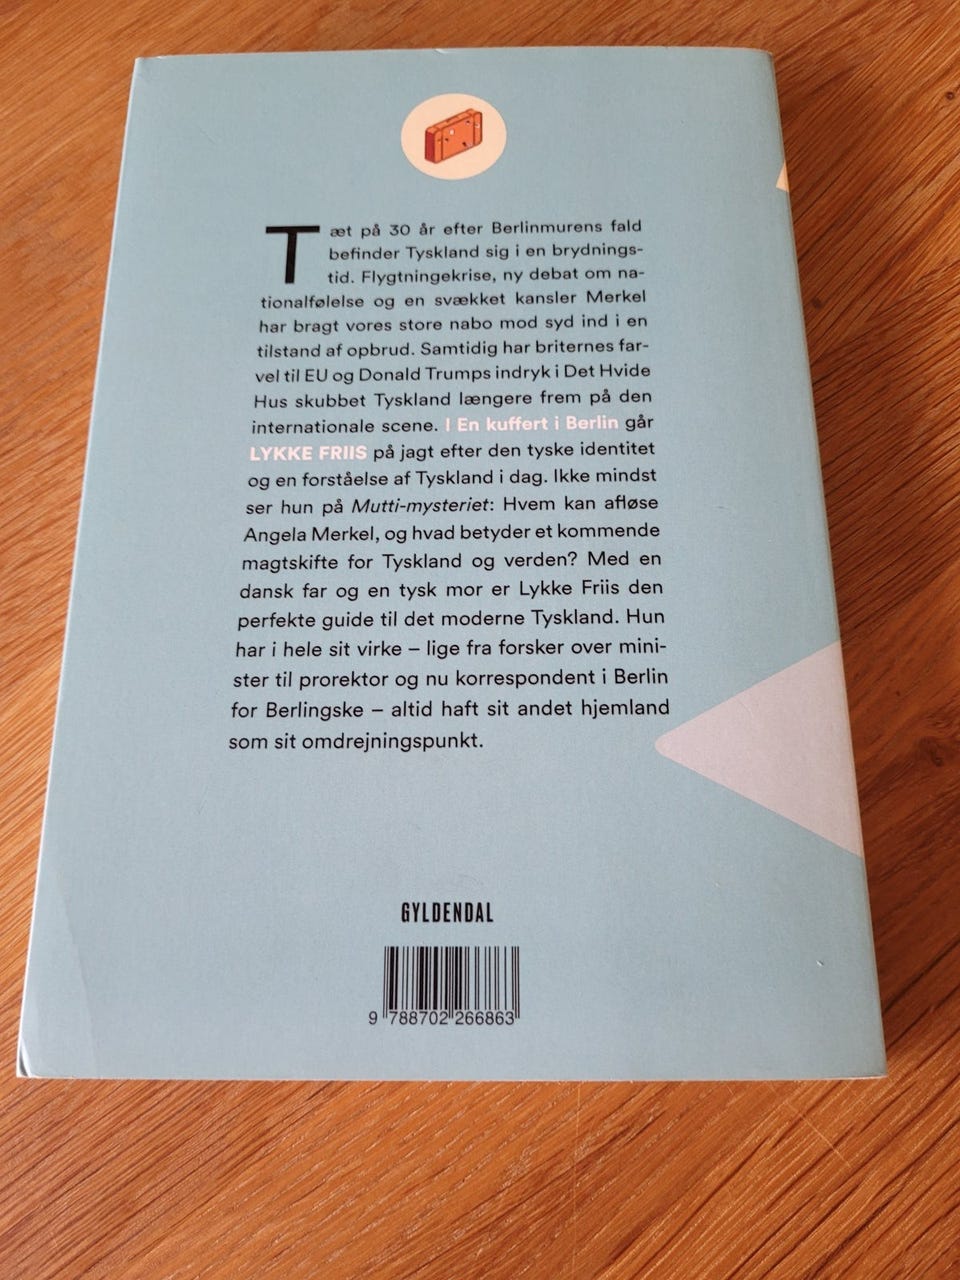 Tæt på 30 år efter Berlinmurens fald
befinder Tyskland sig i en brydnings-
tid. Flygtningekrise, ny debat om na-
tionalfølelse og en svækket kansler Merkel
har bragt vores store nabo mod syd ind i en
tilstand af opbrud. Samtidig har briternes far-
vel til EU og Donald Trumps indryk i Det Hvide
Hus skubbet Tyskland længere frem på den
internationale scene. I En kuffert i Berlin går
LYKKE FRIIS på jagt efter den tyske identitet
og en forståelse af Tyskland i dag. Ikke mindst
ser hun på Mutti-mysteriet: Hvem kan afløse
Angela Merkel, og hvad betyder et kommende
magtskifte for Tyskland og verden? Med en
dansk far og en tysk mor er Lykke Friis den
perfekte guide til det moderne Tyskland. Hun
har i hele sit virke – lige fra forsker over mini-
ster til prorektor og nu korrespondent i Berlin
for Berlingske – altid haft sit andet hjemland
som sit omdrejningspunkt.
GYLDENDAL
9 788702 266863